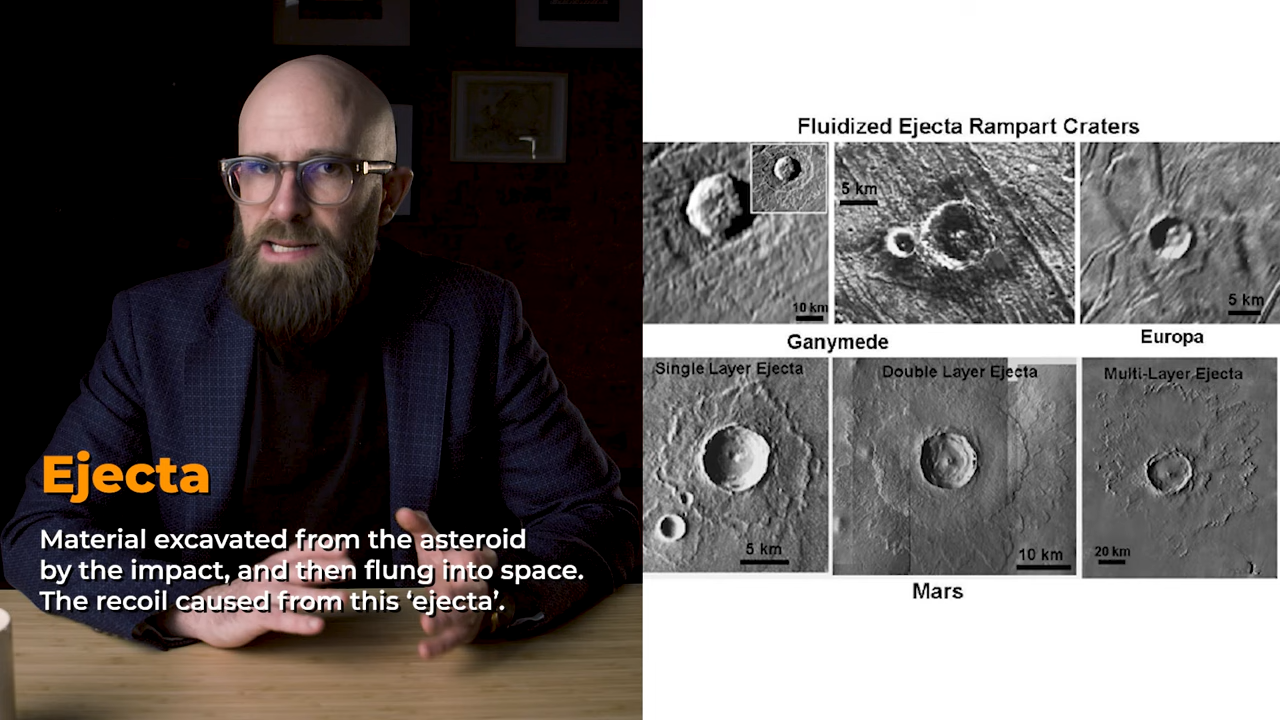 Ejecta
Material excavated from the asteroid
by the impact, and then flung into space.
The recoil caused from this ‘ejecta’.
Fluidized Ejecta Rampart Craters
10 km
5 km
5 km
Ganymede
Europa
Single Layer Ejecta
Double Layer Ejecta
Multi-Layer Ejecta
5 km
10 km
20 km
Mars